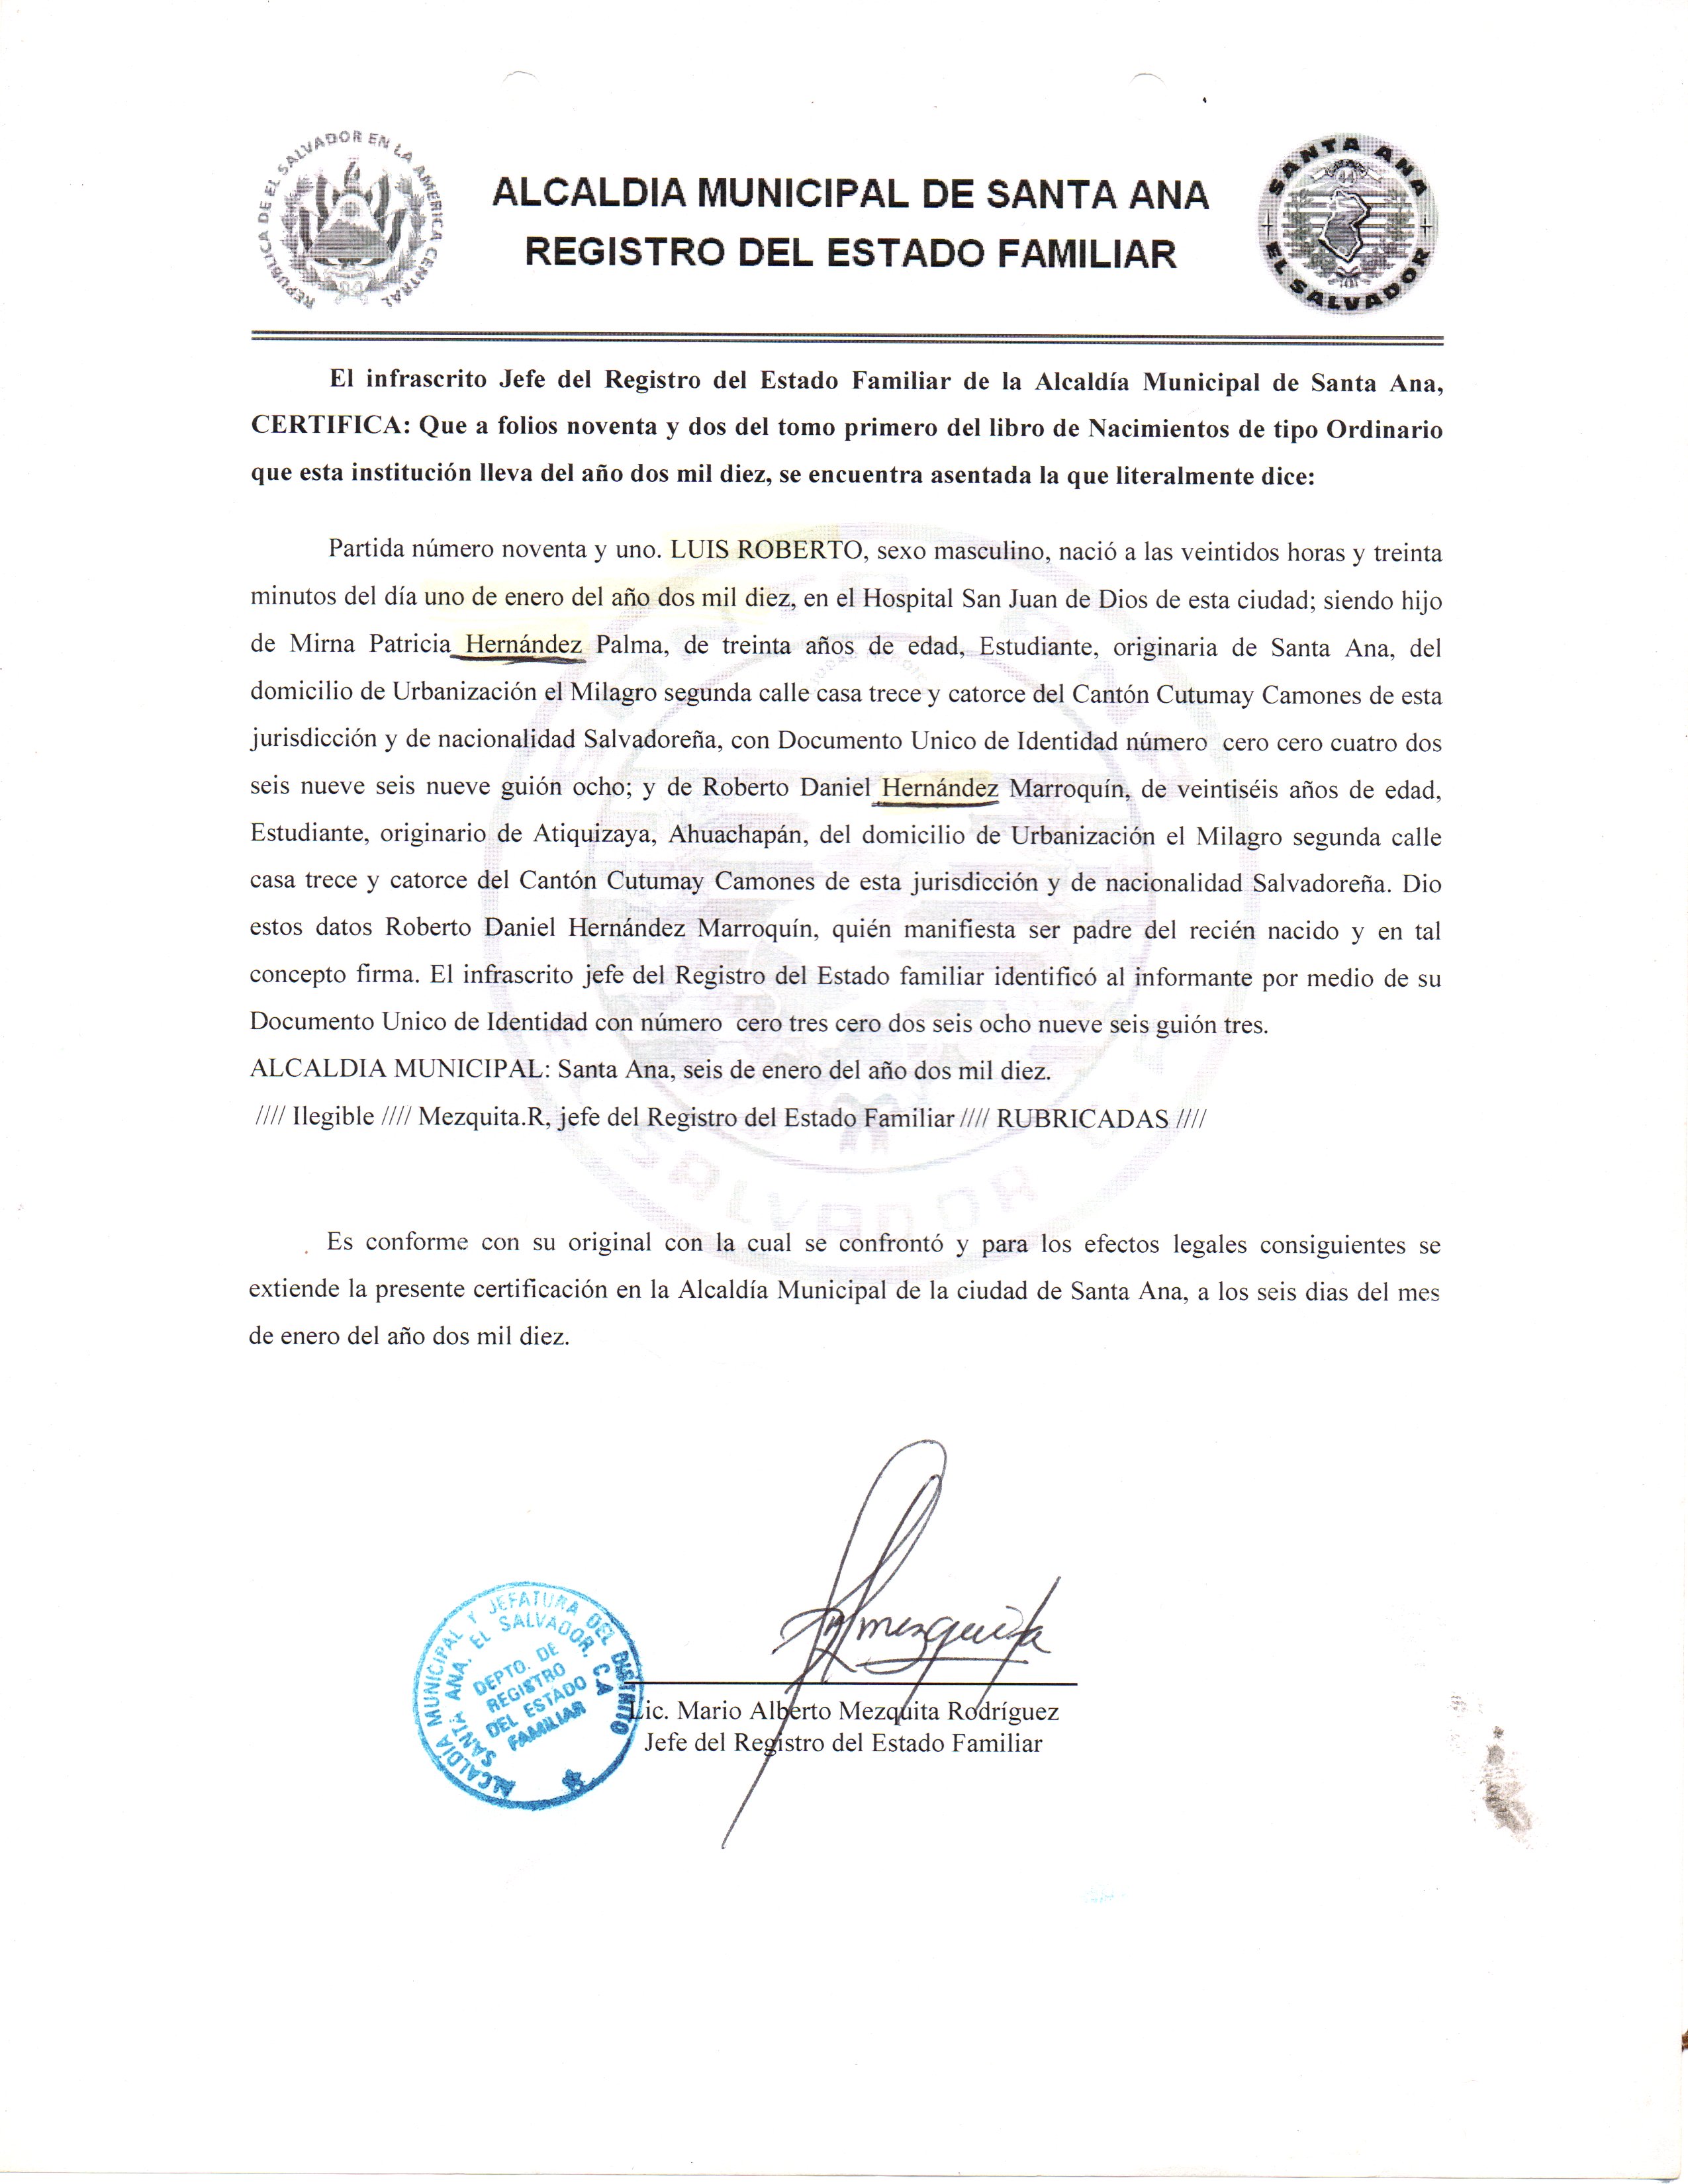 REPUBLICA DE EL SALVADOR EN LA AMERICA CENTRAL
ALCALDIA MUNICIPAL DE SANTA ANA
REGISTRO DEL ESTADO FAMILIAR
SANTA ANA
44
EL SALVADOR
El infrascrito Jefe del Registro del Estado Familiar de la Alcaldía Municipal de Santa Ana,
CERTIFICA: Que a folios noventa y dos del tomo primero del libro de Nacimientos de tipo Ordinario
que esta institución lleva del año dos mil diez, se encuentra asentada la que literalmente dice:
Partida número noventa y uno. LUIS ROBERTO, sexo masculino, nació a las veintidos horas y treinta
minutos del día uno de enero del año dos mil diez, en el Hospital San Juan de Dios de esta ciudad; siendo hijo
de Mirna Patricia Hernández Palma, de treinta años de edad, Estudiante, originaria de Santa Ana, del
domicilio de Urbanización el Milagro segunda calle casa trece y catorce del Cantón Cutumay Camones de esta
jurisdicción y de nacionalidad Salvadoreña, con Documento Unico de Identidad número cero cero cuatro dos
seis nueve seis nueve guión ocho; y de Roberto Daniel Hernández Marroquín, de veintiséis años de edad,
Estudiante, originario de Atiquizaya, Ahuachapán, del domicilio de Urbanización el Milagro segunda calle
casa trece y catorce del Cantón Cutumay Camones de esta jurisdicción y de nacionalidad Salvadoreña. Dio
estos datos Roberto Daniel Hernández Marroquín, quién manifiesta ser padre del recién nacido y en tal
concepto firma. El infrascrito jefe del Registro del Estado familiar identificó al informante por medio de su
Documento Unico de Identidad con número cero tres cero dos seis ocho nueve seis guión tres.
ALCALDIA MUNICIPAL: Santa Ana, seis de enero del año dos mil diez.
//// Ilegible //// Mezquita.R, jefe del Registro del Estado Familiar //// RUBRICADAS ////
SALVADOR
Es conforme con su original con la cual se confrontó y para los efectos legales consiguientes se
extiende la presente certificación en la Alcaldía Municipal de la ciudad de Santa Ana, a los seis dias del mes
de enero del año dos mil diez.
mezquita
ALCALDIA MUNICIPAL Y JEFATURA DEL DISTRITO
SANTA ANA, EL SALVADOR, C.A
DEPTO. DE
REGISTRO
DEL ESTADO
FAMILIAR
Lic. Mario Alberto Mezquita Rodríguez
Jefe del Registro del Estado Familiar